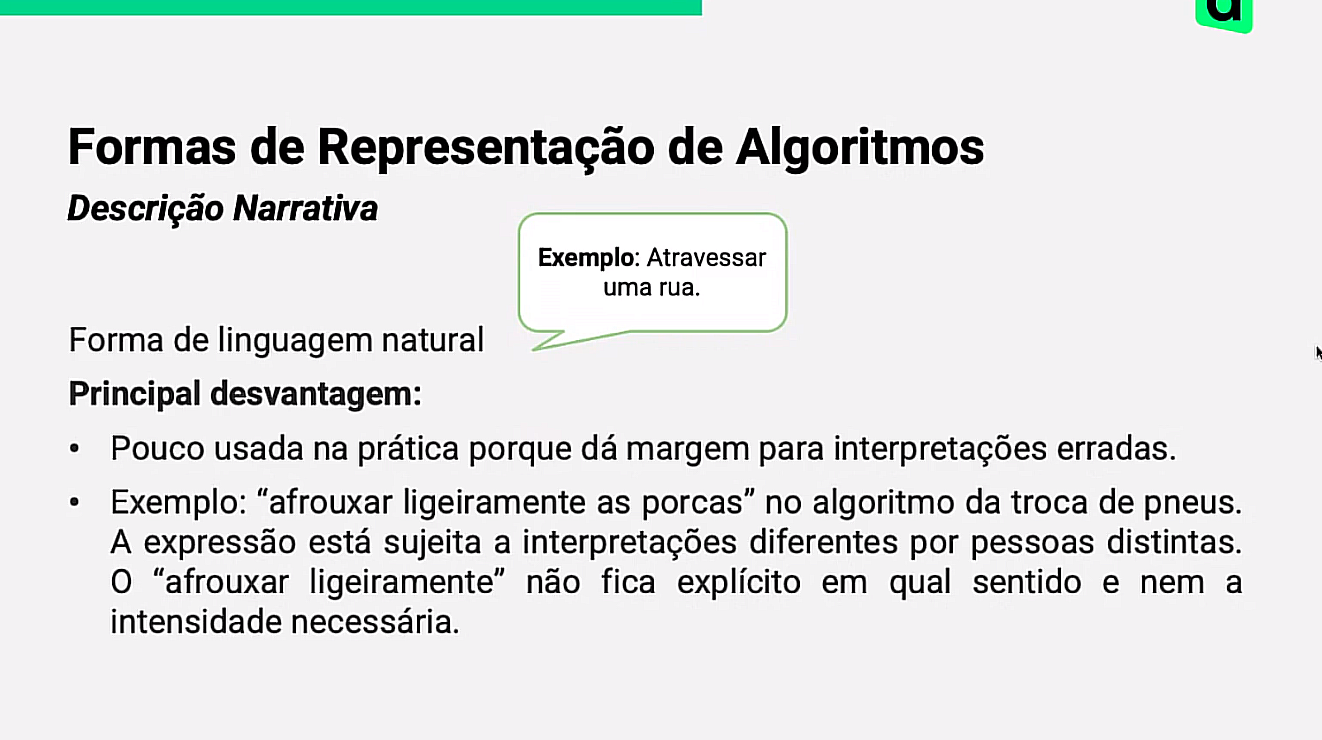 Formas de Representação de Algoritmos
Descrição Narrativa
Exemplo: Atravessar
uma rua.
Forma de linguagem natural
Principal desvantagem:
• Pouco usada na prática porque dá margem para interpretações erradas.
• Exemplo: “afrouxar ligeiramente as porcas” no algoritmo da troca de pneus.
A expressão está sujeita a interpretações diferentes por pessoas distintas.
O “afrouxar ligeiramente” não fica explícito em qual sentido e nem a
intensidade necessária.